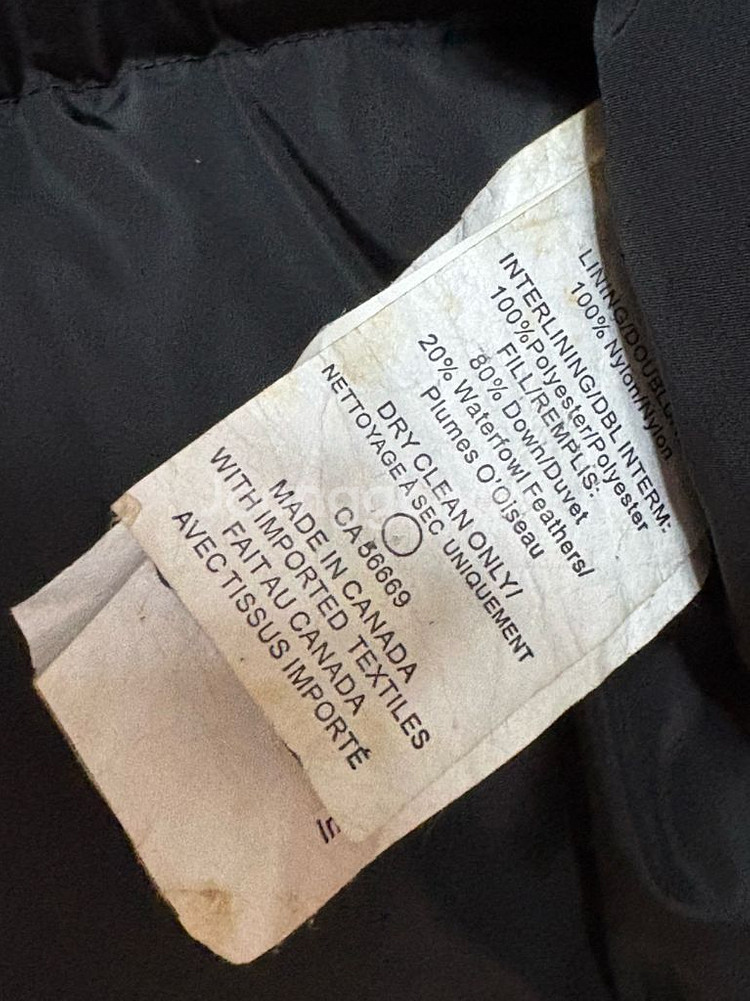 LINING/DOUBLURE
100% Nylon/Nylon
INTERLINING/DBL INTERM-
100%Polyester/Polyester
FILL/REMPLIS:
80% Down/Duvet
20% Waterfowl Feathers/
Plumes O'Oiseau
DRY CLEAN ONLY/
NETTOYAGE À SEC UNIQUEMENT
CA 56669
MADE IN CANADA
WITH IMPORTED TEXTILES
FAIT AU CANADA
AVEC TISSUS IMPORTÉ